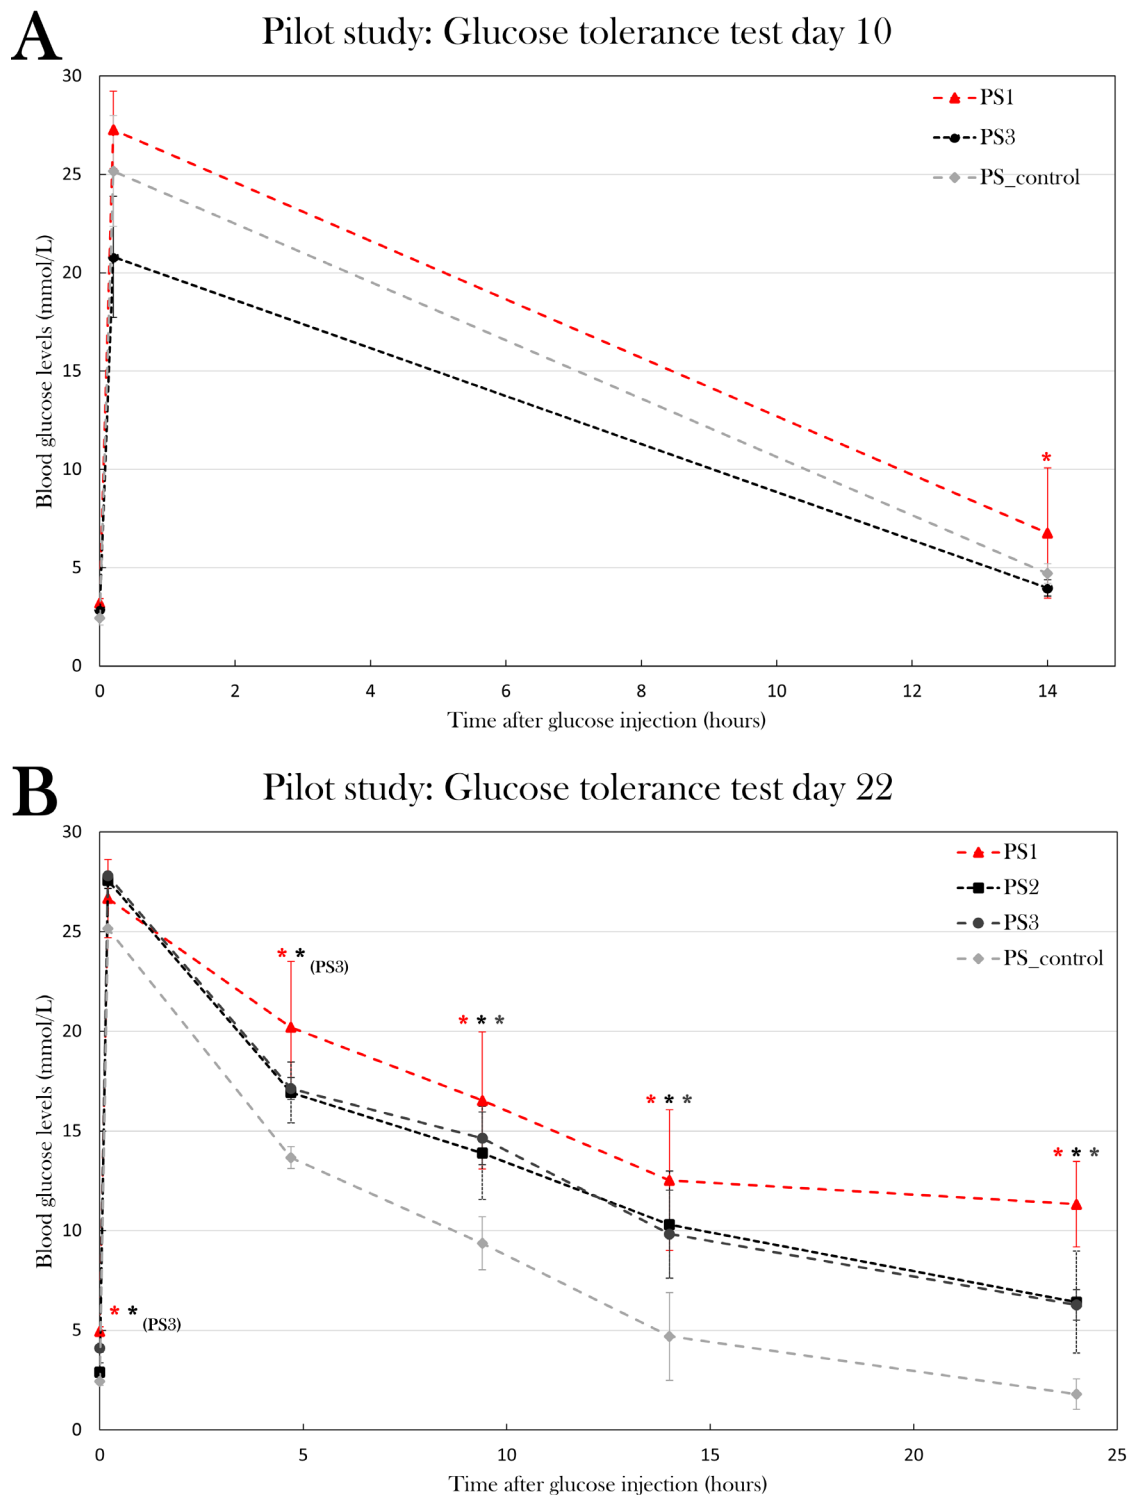 A
Pilot study: Glucose tolerance test day 10
30
25
20
15
10
5
0
Blood glucose levels (mmol/L)
PS1
PS3
PS_control
*
0 2 4 6 8 10 12 14
Time after glucose injection (hours)
B
Pilot study: Glucose tolerance test day 22
30
25
20
15
10
5
0
Blood glucose levels (mmol/L)
PS1
PS2
PS3
PS_control
* * (PS3)
* * *
* * *
* * *
* * (PS3)
0 5 10 15 20 25
Time after glucose injection (hours)